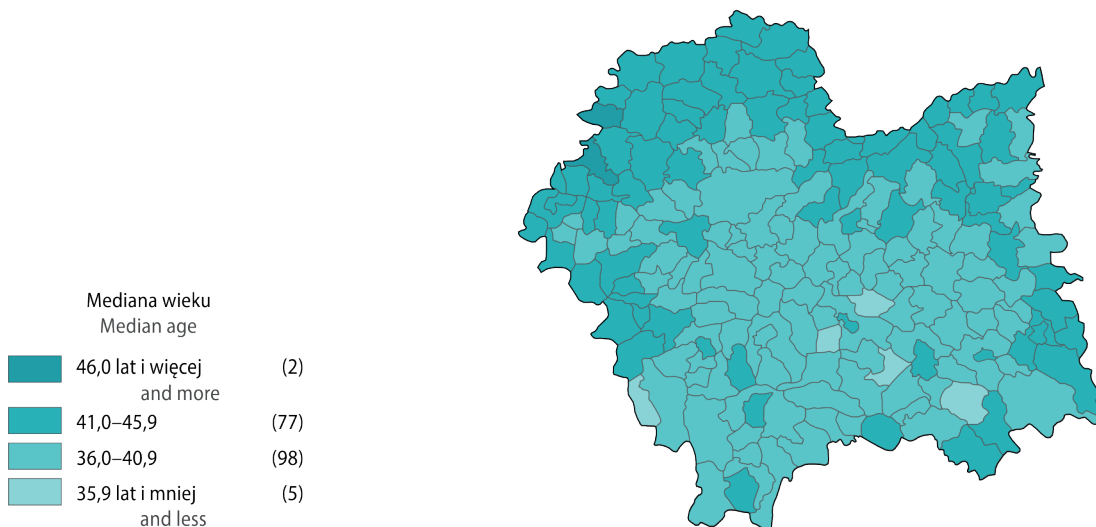 Mediana wieku
Median age
46,0 lat i więcej (2)
and more
41,0–45,9 (77)
36,0–40,9 (98)
35,9 lat i mniej (5)
and less